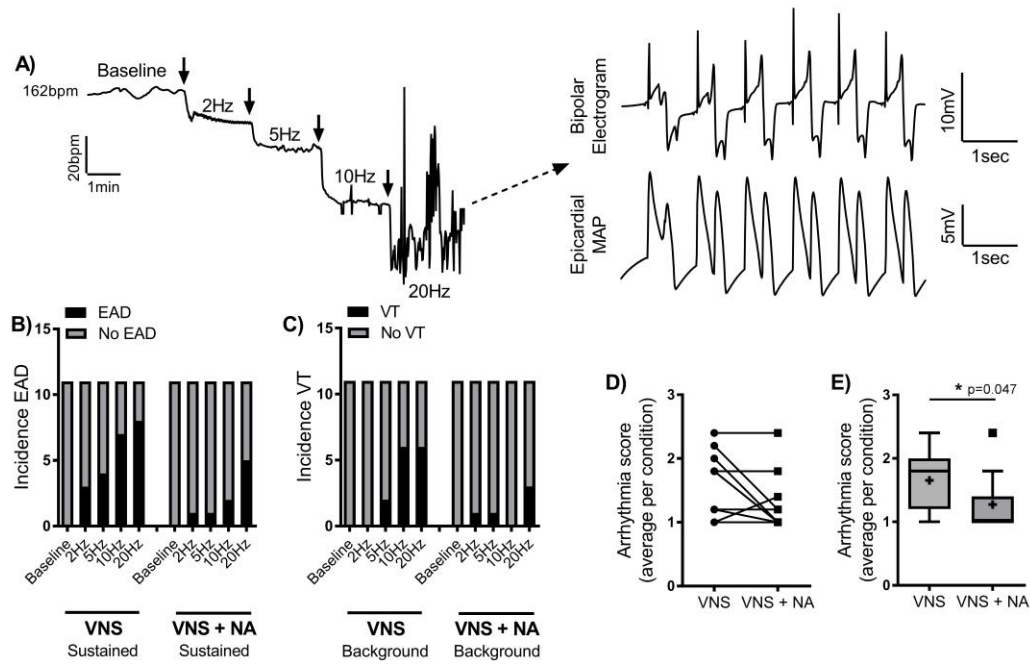 A)
Baseline
162bpm
2Hz
5Hz
10Hz
20Hz
20bpm
1min
Bipolar
Electrogram
10mV
1sec
Epicardial
MAP
5mV
1sec
B)
EAD
No EAD
Incidence EAD
15
10
5
0
Baseline
2Hz
5Hz
10Hz
20Hz
Baseline
2Hz
5Hz
10Hz
20Hz
VNS
Sustained
VNS + NA
Sustained
C)
VT
No VT
Incidence VT
15
10
5
0
Baseline
2Hz
5Hz
10Hz
20Hz
Baseline
2Hz
5Hz
10Hz
20Hz
VNS
Background
VNS + NA
Background
D)
Arrhythmia score
(average per condition)
3
2
1
0
VNS
VNS + NA
E)
* p=0.047
Arrhythmia score
(average per condition)
3
2
1
0
VNS
VNS + NA